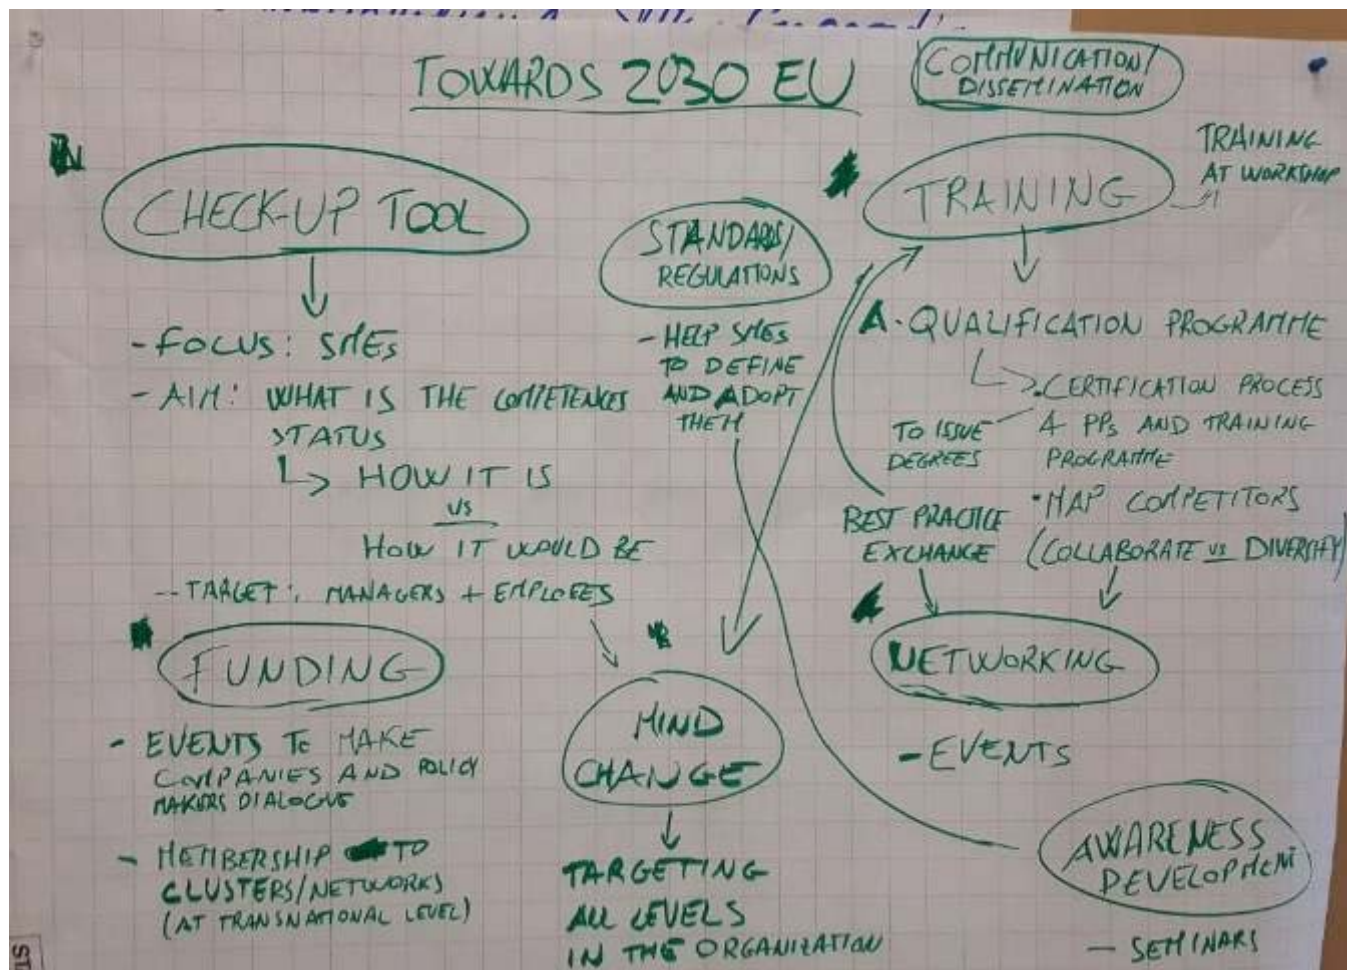 TOWARDS 2030 EU
COMMUNICATION/
DISSEMINATION
CHECK-UP TOOL
- FOCUS: SMEs
- AIM: WHAT IS THE COMPETENCES
STATUS
HOW IT IS
VS
HOW IT WOULD BE
-- TARGET: MANAGERS + EMPLOEES
STANDARDS/
REGULATIONS
- HELP SMES
TO DEFINE
AND ADOPT
THEM
TRAINING
TRAINING
AT WORKSHOP
A. QUALIFICATION PROGRAMME
• CERTIFICATION PROCESS
4 PPs AND TRAINING
PROGRAMME
TO ISSUE
DEGREES
• MAP COMPETITORS
(COLLABORATE VS DIVERSIFY)
BEST PRACTICE
EXCHANGE
NETWORKING
- EVENTS
FUNDING
- EVENTS TO MAKE
COMPANIES AND POLICY
MAKERS DIALOGUE
- MEMBERSHIP TO
CLUSTERS/NETWORKS
(AT TRANSNATIONAL LEVEL)
MIND
CHANGE
TARGETING
ALL LEVELS
IN THE ORGANIZATION
AWARENESS
DEVELOPMENT
- SEMINARS
ST